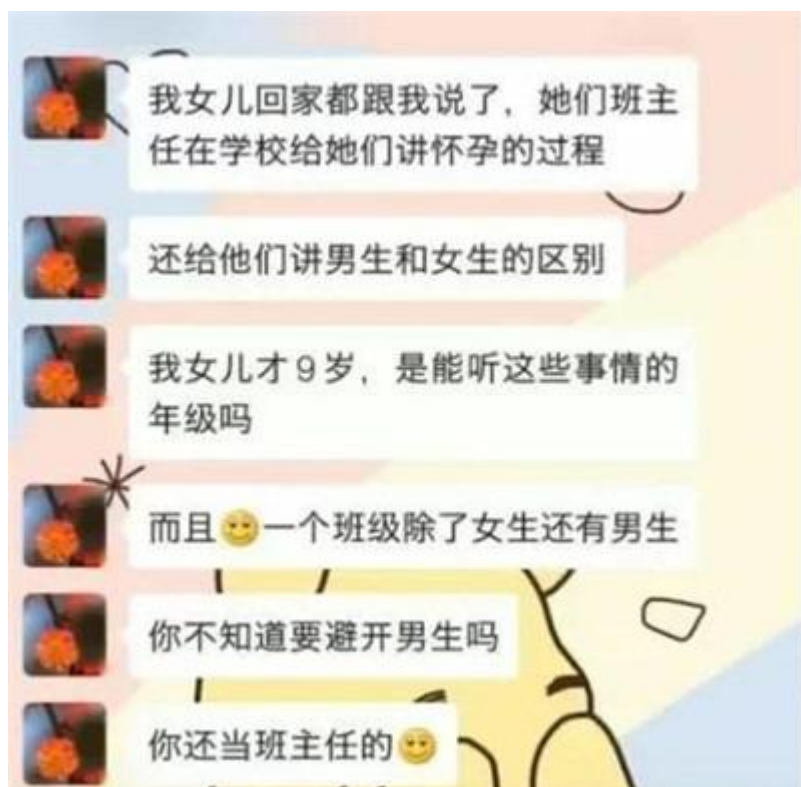 我女儿回家都跟我说了，她们班主
任在学校给她们讲怀孕的过程
还给他们讲男生和女生的区别
我女儿才9岁，是能听这些事情的
年级吗
而且🙂一个班级除了女生还有男生
你不知道要避开男生吗
你还当班主任的🙂